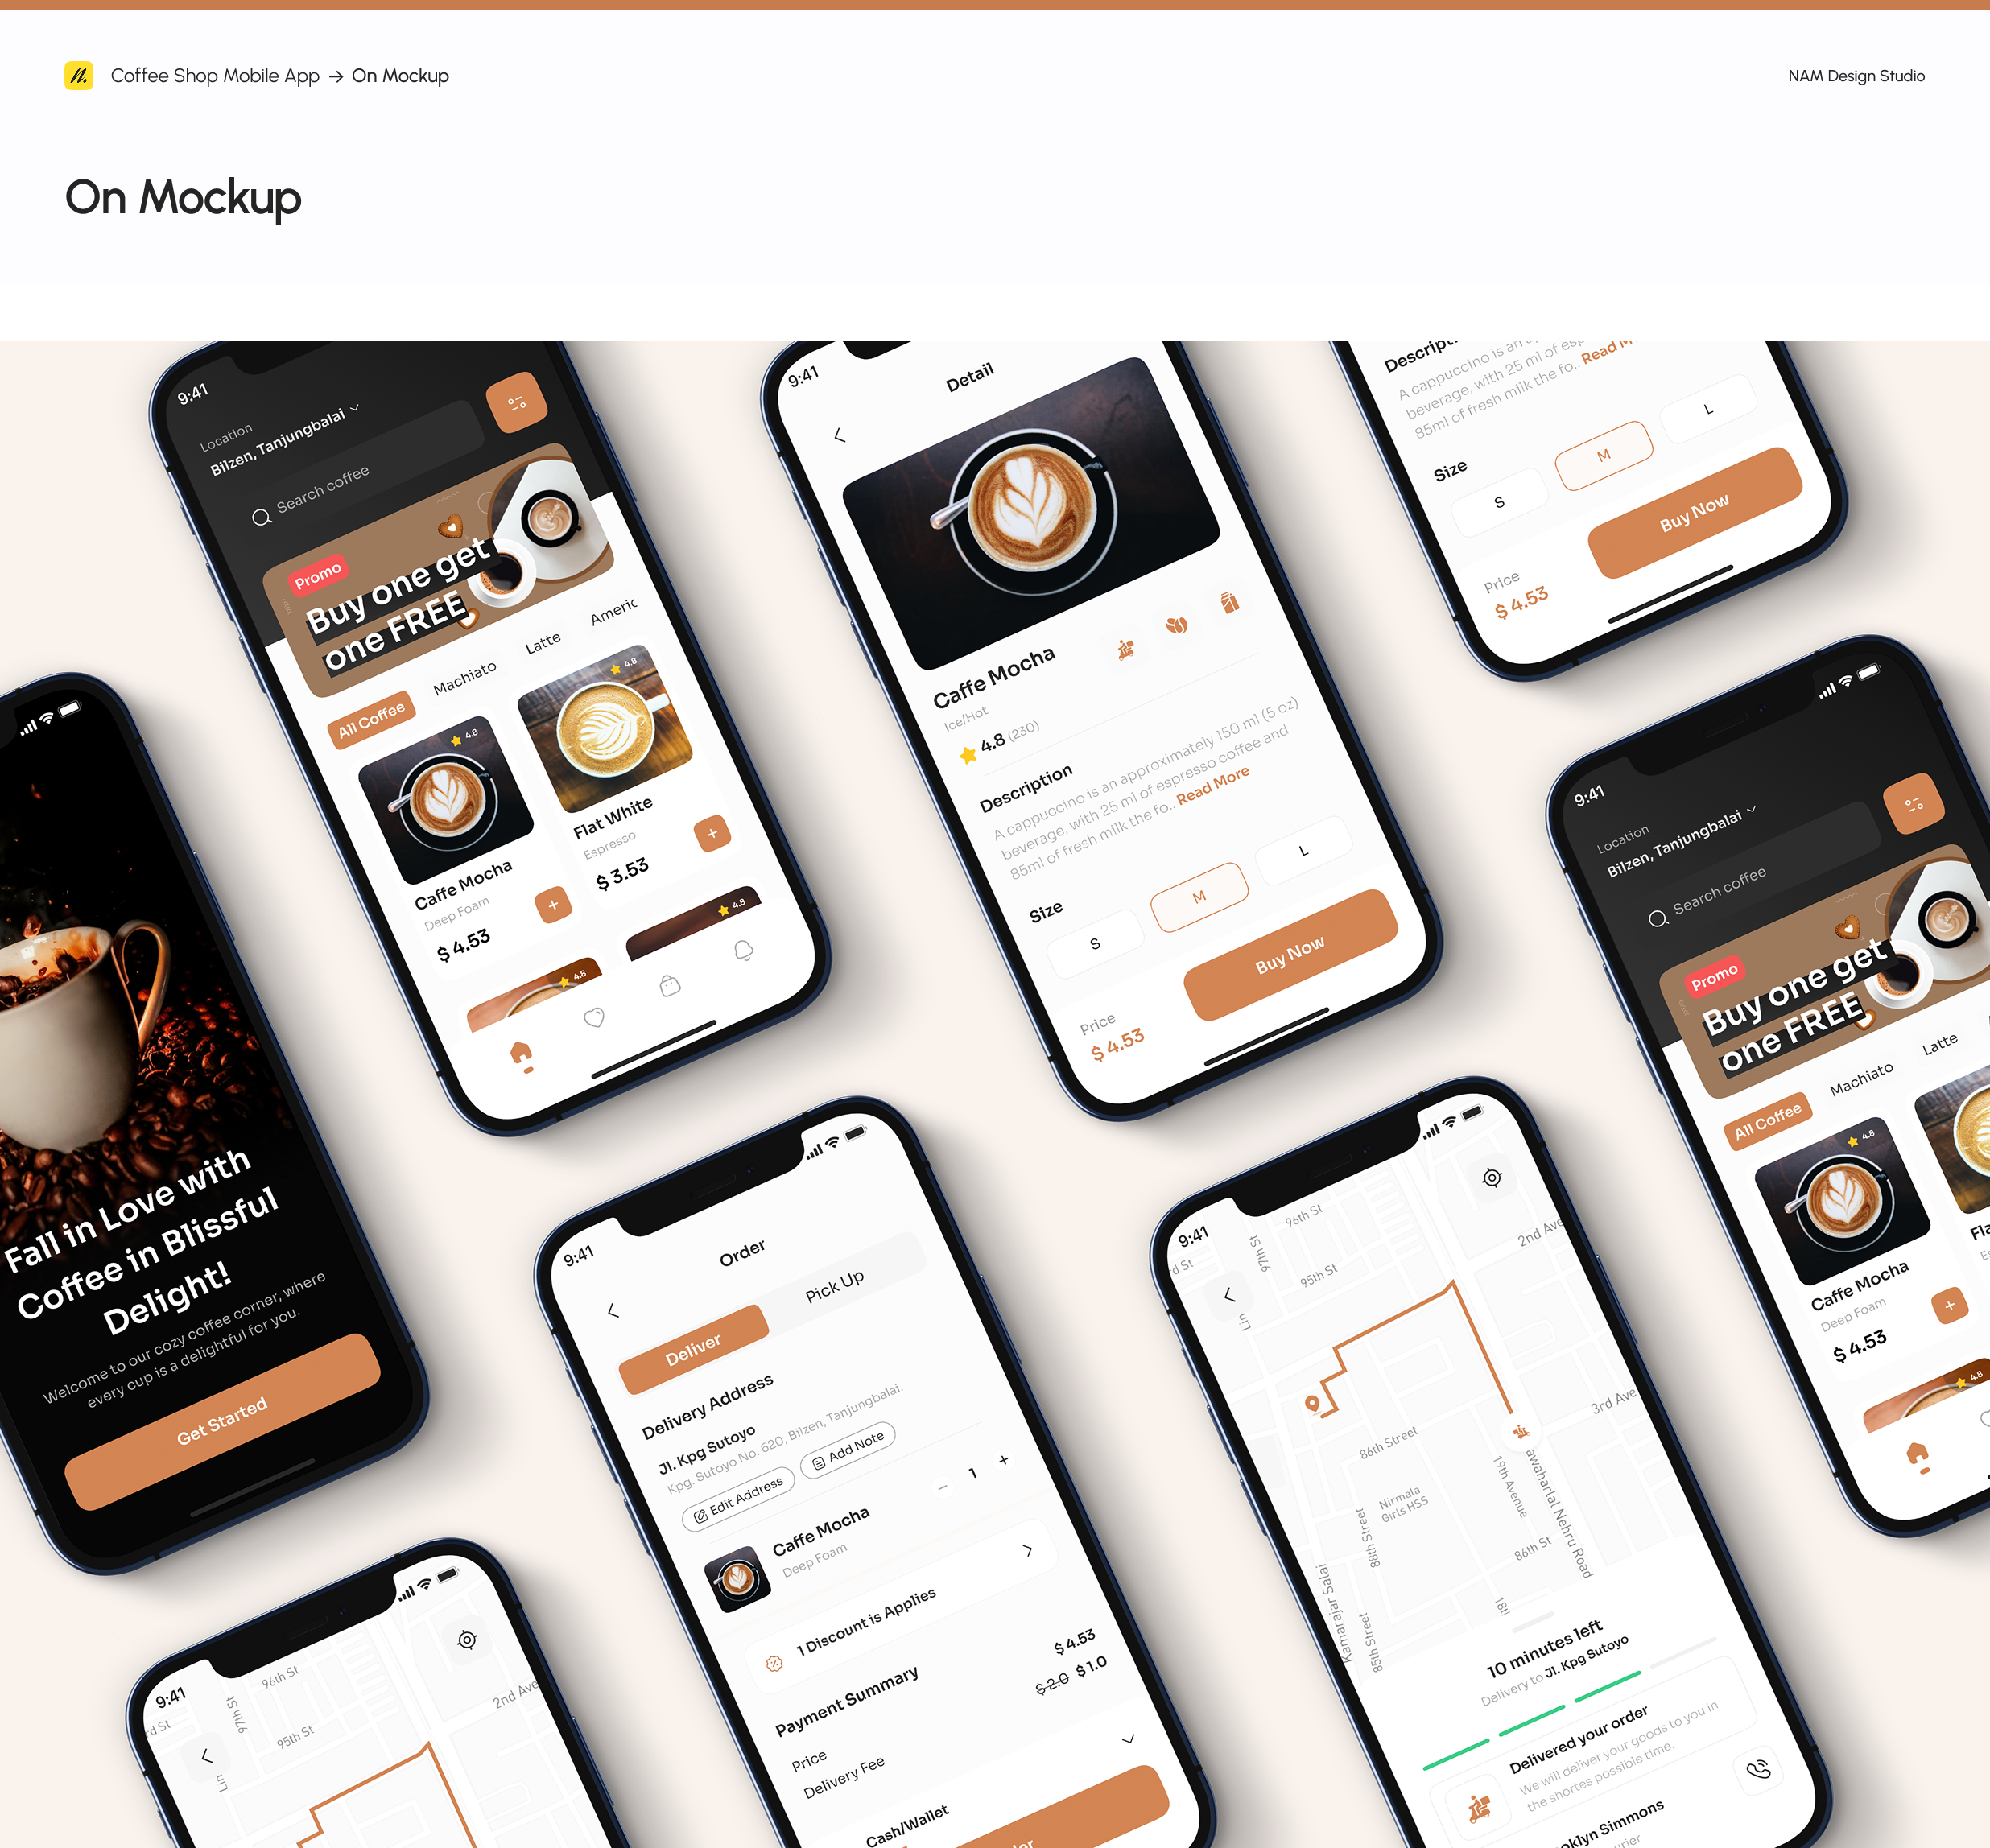 Coffee Shop Mobile App → On Mockup
NAM Design Studio
On Mockup
9:41
Location
Bilzen, Tanjungbalai
Search coffee
Promo
Buy one get
one FREE
All Coffee
Machiato
Latte
Americ
4.8
Caffe Mocha
Deep Foam
$ 4.53
4.8
Flat White
Espresso
$ 3.53
4.8
4.8
9:41
Detail
Caffe Mocha
Ice/Hot
4.8 (230)
Description
A cappuccino is an approximately 150 ml (5 oz)
beverage, with 25 ml of espresso coffee and
85ml of fresh milk the fo.. Read More
Size
S
M
L
Price
$ 4.53
Buy Now
A cappuccino is an
beverage, with 25 ml of
85ml of fresh milk the fo..
Size
S
M
L
Price
$ 4.53
Buy Now
Fall in Love with
Coffee in Blissful
Delight!
Welcome to our cozy coffee corner, where
every cup is a delightful for you.
Get Started
9:41
Location
Bilzen, Tanjungbalai
Search coffee
Promo
Buy one get
one FREE
All Coffee
Machiato
Latte
4.8
Caffe Mocha
Deep Foam
$ 4.53
Fla
4.8
9:41
Order
Deliver
Pick Up
Delivery Address
Jl. Kpg Sutoyo
Kpg. Sutoyo No. 620, Bilzen, Tanjungbalai.
Edit Address
Add Note
Caffe Mocha
Deep Foam
1
1 Discount is Applies
Payment Summary
Price
$ 4.53
Delivery Fee
$ 2.0 $ 1.0
Cash/Wallet
9:41
rd St
97th St
96th St
95th St
Lin
2nd Ave
3rd Ave
86th Street
Nirmala
Girls HSS
19th Avenue
awaharlal Nehru Road
88th Street
86th St
Kamarajar Salai
85th Street
10 minutes left
Delivery to Jl. Kpg Sutoyo
Delivered your order
We will deliver your goods to you in
the shortes possible time.
oklyn Simmons
9:41
rd St
97th St
96th St
95th St
Lin
2nd Ave